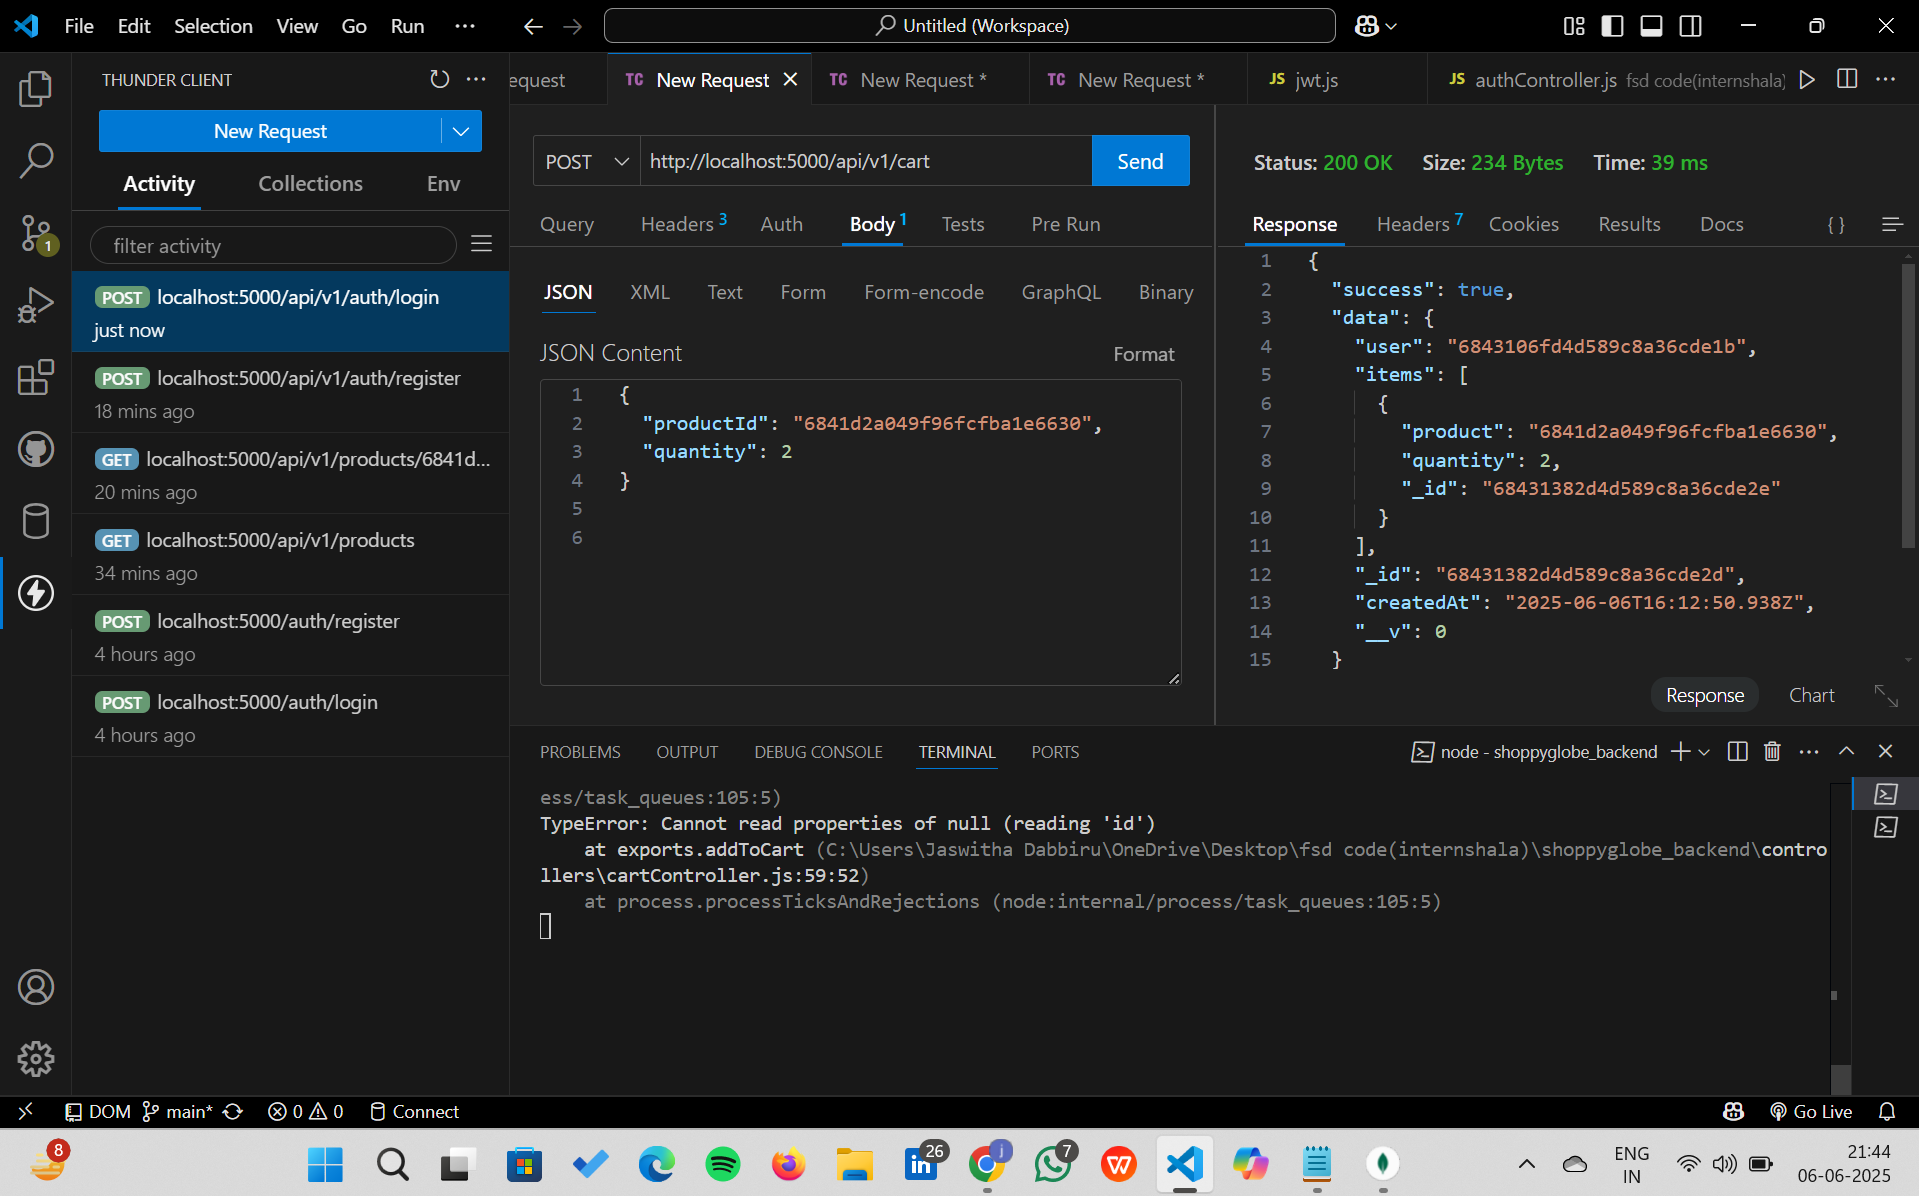 File Edit Selection View Go Run ··· Untitled (Workspace)
THUNDER CLIENT
New Request
Activity Collections Env
filter activity
POST localhost:5000/api/v1/auth/login
just now
POST localhost:5000/api/v1/auth/register
18 mins ago
GET localhost:5000/api/v1/products/6841d...
20 mins ago
GET localhost:5000/api/v1/products
34 mins ago
POST localhost:5000/auth/register
4 hours ago
POST localhost:5000/auth/login
4 hours ago
equest TC New Request TC New Request * TC New Request * JS jwt.js JS authController.js fsd code(internshala)
POST http://localhost:5000/api/v1/cart Send
Query Headers 3 Auth Body 1 Tests Pre Run
JSON XML Text Form Form-encode GraphQL Binary
JSON Content Format
1 {
2 "productId": "6841d2a049f96fcfba1e6630",
3 "quantity": 2
4 }
5
6
Status: 200 OK Size: 234 Bytes Time: 39 ms
Response Headers 7 Cookies Results Docs { }
1 {
2 "success": true,
3 "data": {
4 "user": "6843106fd4d589c8a36cde1b",
5 "items": [
6 {
7 "product": "6841d2a049f96fcfba1e6630",
8 "quantity": 2,
9 "_id": "68431382d4d589c8a36cde2e"
10 }
11 ],
12 "_id": "68431382d4d589c8a36cde2d",
13 "createdAt": "2025-06-06T16:12:50.938Z",
14 "__v": 0
15 }
Response Chart
PROBLEMS OUTPUT DEBUG CONSOLE TERMINAL PORTS node - shoppyglobe_backend
ess/task_queues:105:5)
TypeError: Cannot read properties of null (reading 'id')
at exports.addToCart (C:\Users\Jaswitha Dabbiru\OneDrive\Desktop\fsd code(internshala)\shoppyglobe_backend\contro
llers\cartController.js:59:52)
at process.processTicksAndRejections (node:internal/process/task_queues:105:5)
1
DOM main* 0 0 Connect Go Live
8 26 j 7 ENG IN 21:44
06-06-2025